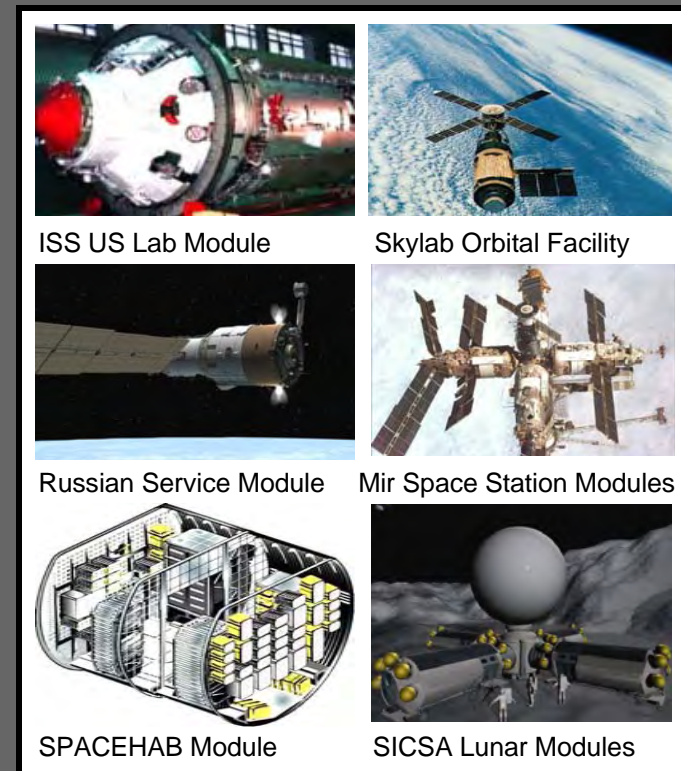 ISS US Lab Module
Skylab Orbital Facility
Russian Service Module
Mir Space Station Modules
SPACEHAB Module
SICSA Lunar Modules